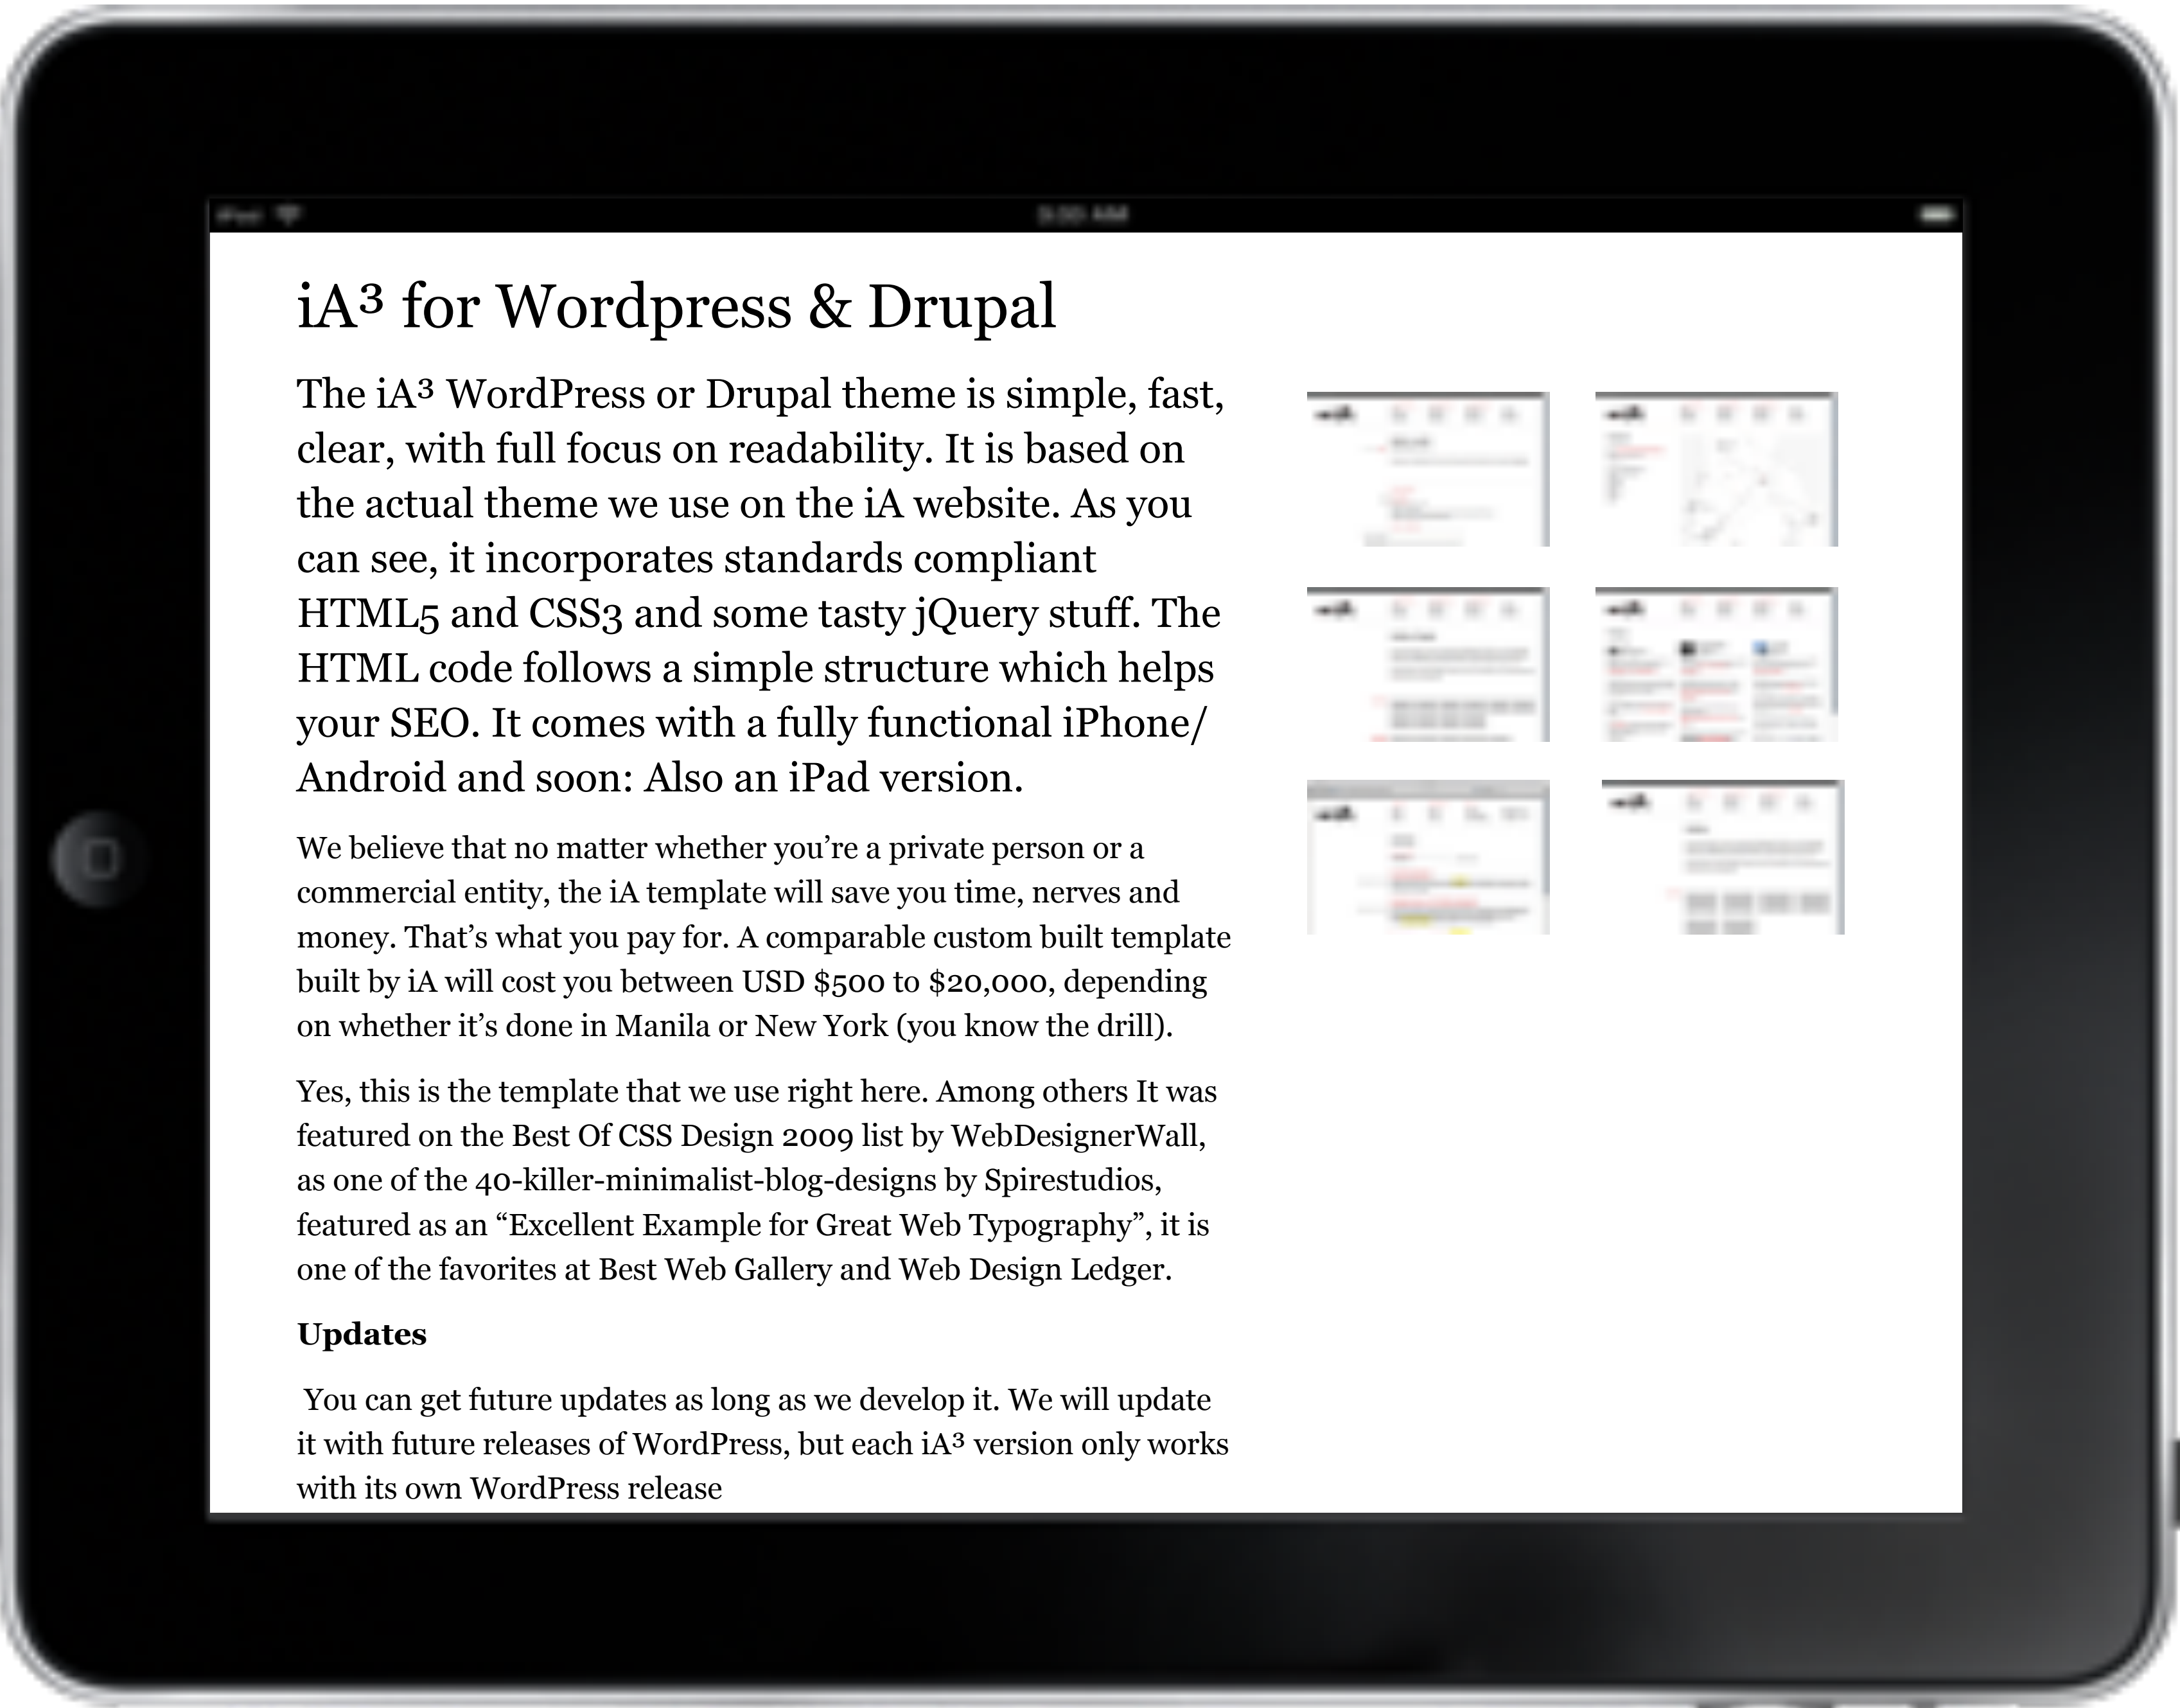 iPad
9:00 AM
iA³ for Wordpress & Drupal
The iA³ WordPress or Drupal theme is simple, fast,
clear, with full focus on readability. It is based on
the actual theme we use on the iA website. As you
can see, it incorporates standards compliant
HTML5 and CSS3 and some tasty jQuery stuff. The
HTML code follows a simple structure which helps
your SEO. It comes with a fully functional iPhone/
Android and soon: Also an iPad version.
We believe that no matter whether you’re a private person or a
commercial entity, the iA template will save you time, nerves and
money. That’s what you pay for. A comparable custom built template
built by iA will cost you between USD $500 to $20,000, depending
on whether it’s done in Manila or New York (you know the drill).
Yes, this is the template that we use right here. Among others It was
featured on the Best Of CSS Design 2009 list by WebDesignerWall,
as one of the 40-killer-minimalist-blog-designs by Spirestudios,
featured as an “Excellent Example for Great Web Typography”, it is
one of the favorites at Best Web Gallery and Web Design Ledger.
Updates
You can get future updates as long as we develop it. We will update
it with future releases of WordPress, but each iA³ version only works
with its own WordPress release